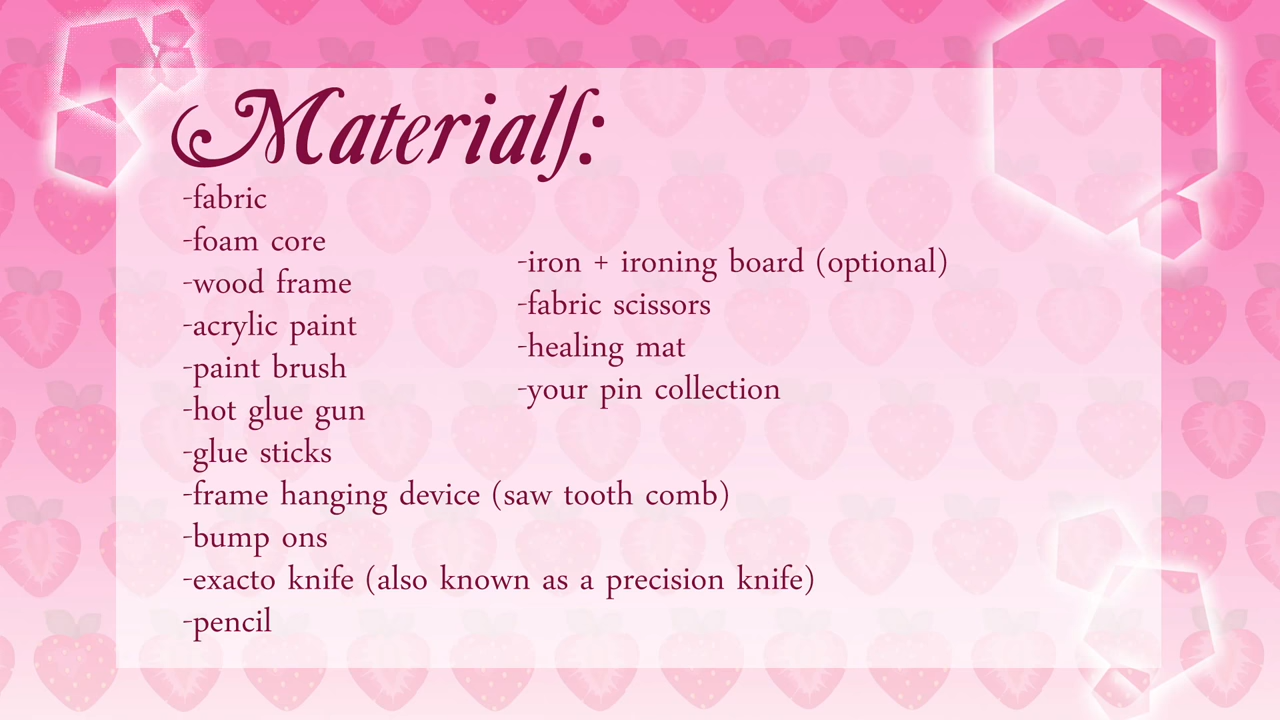 Materials:
-fabric
-foam core
-wood frame
-acrylic paint
-paint brush
-hot glue gun
-glue sticks
-frame hanging device (saw tooth comb)
-bump ons
-exacto knife (also known as a precision knife)
-pencil
-iron + ironing board (optional)
-fabric scissors
-healing mat
-your pin collection